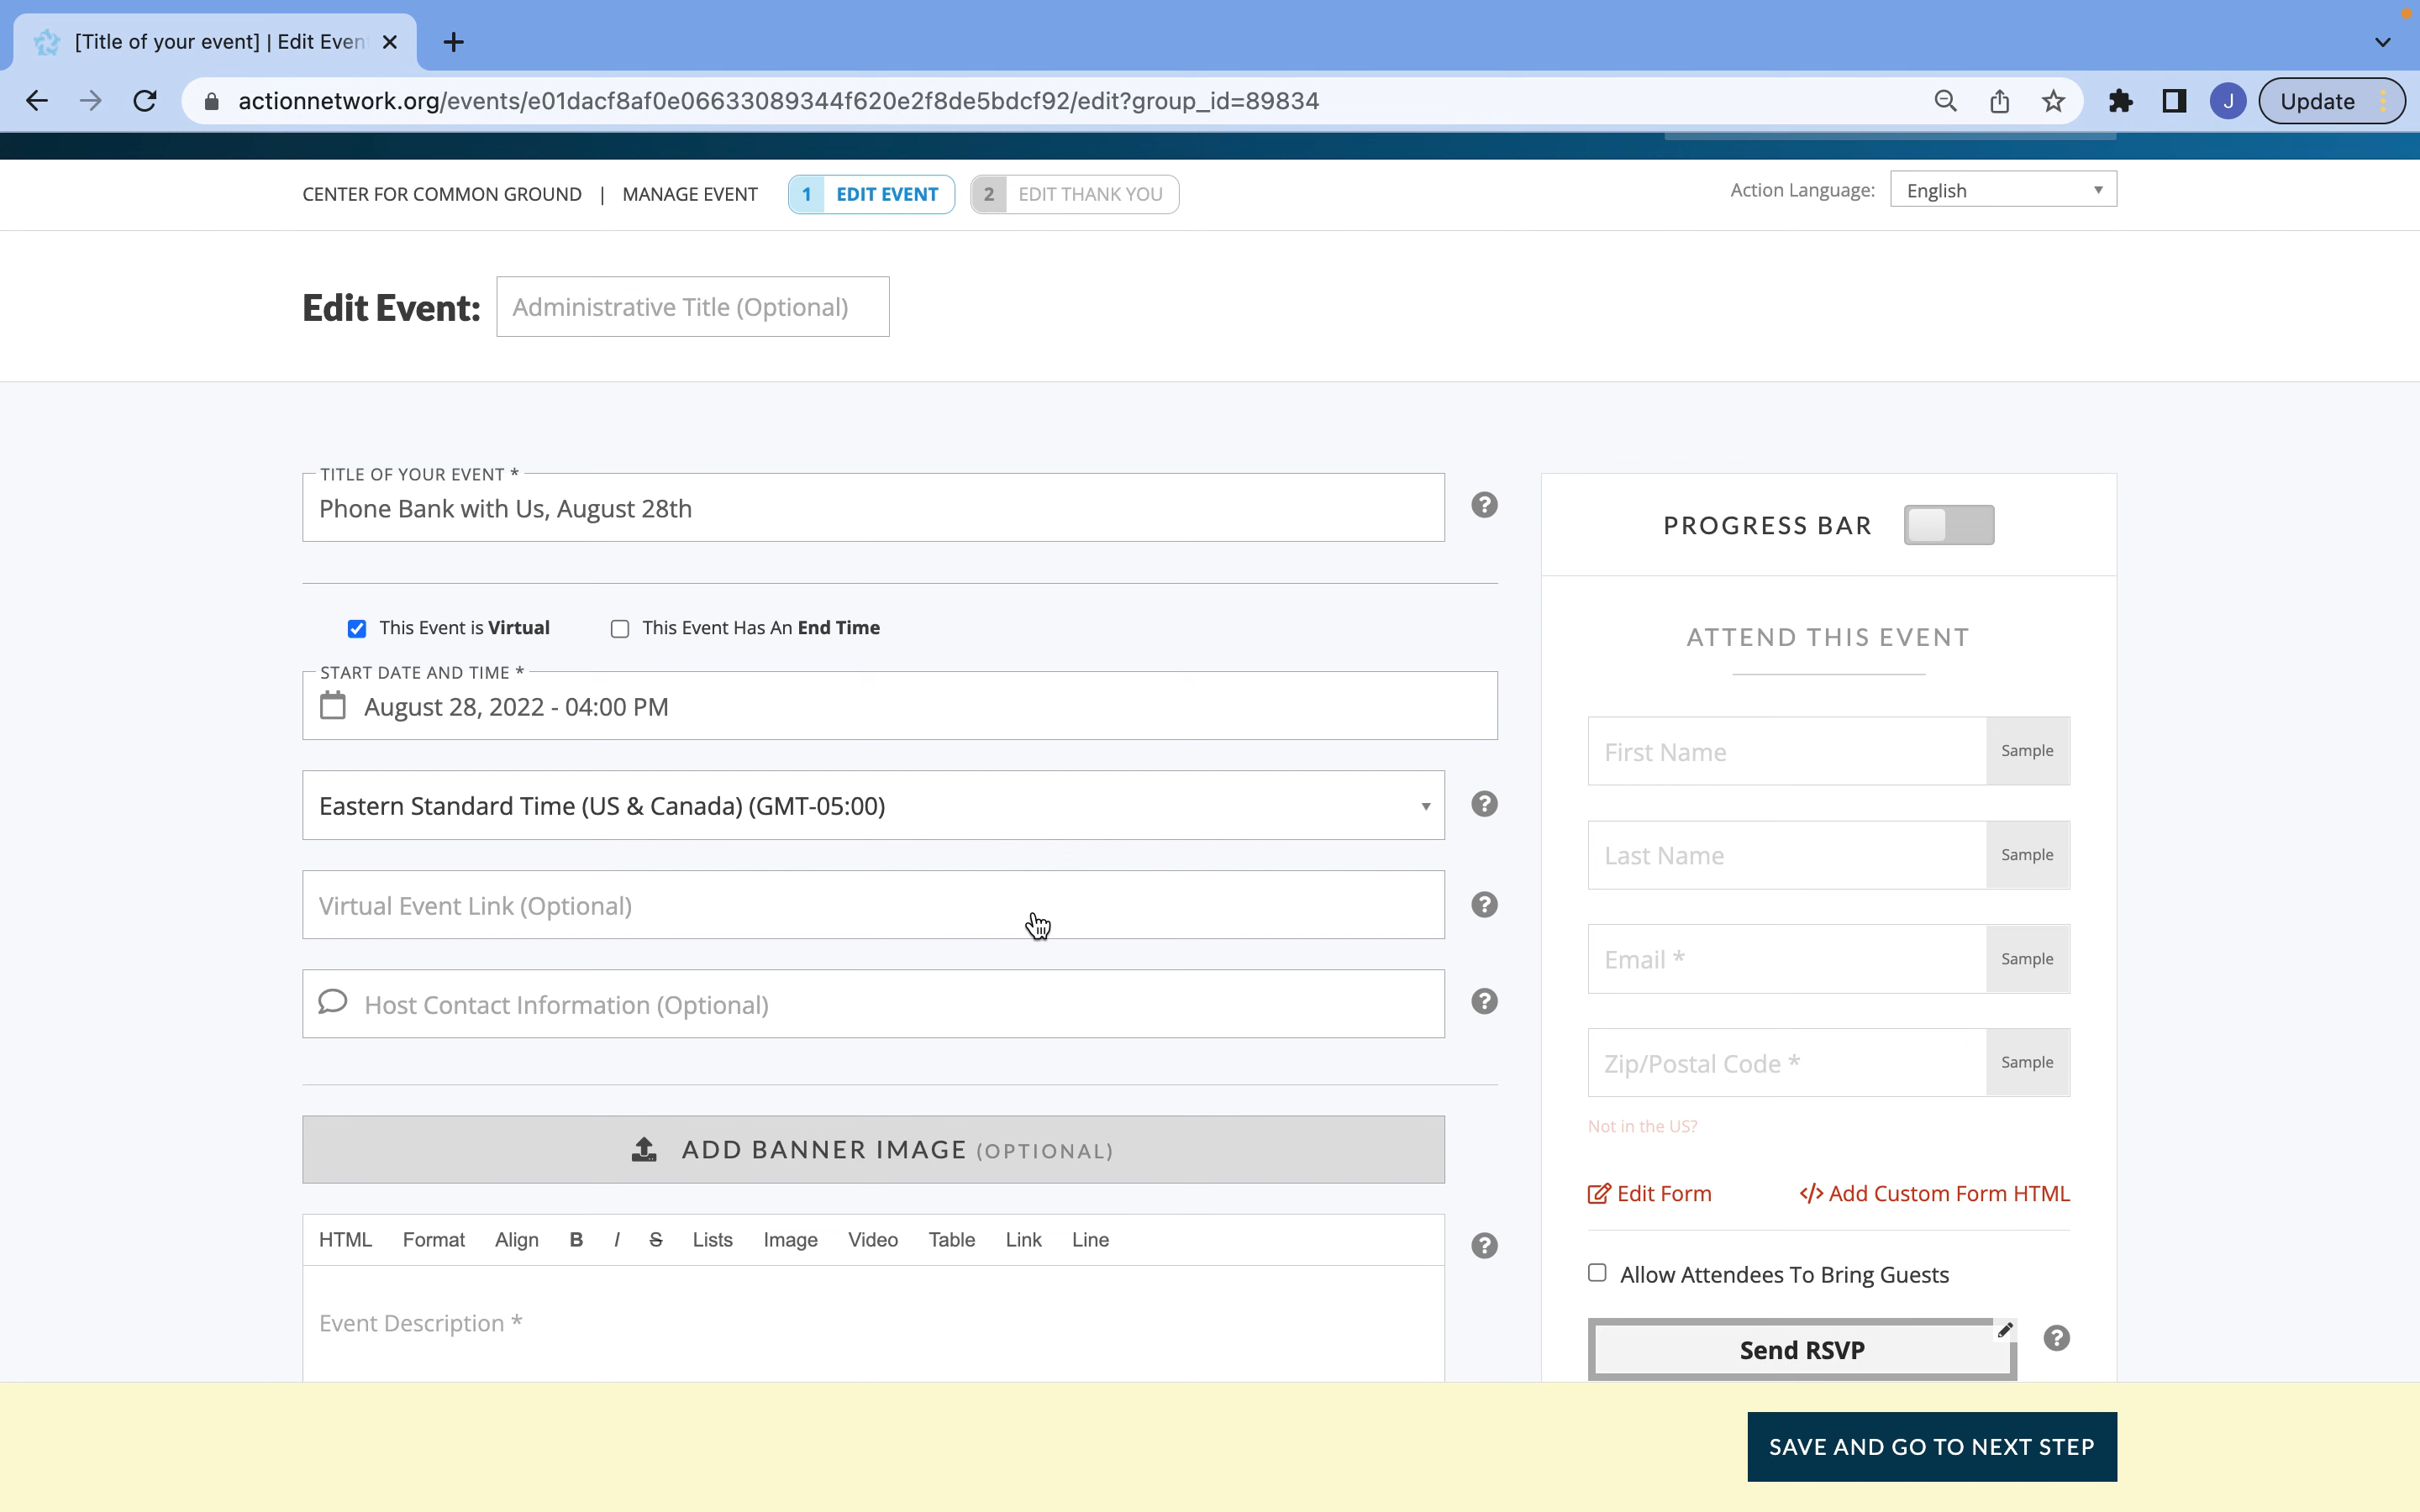 [Title of your event] | Edit Even
actionnetwork.org/events/e01dacf8af0e06633089344f620e2f8de5bdcf92/edit?group_id=89834
J
Update
CENTER FOR COMMON GROUND | MANAGE EVENT
1 EDIT EVENT
2 EDIT THANK YOU
Action Language:
English
Edit Event:
Administrative Title (Optional)
TITLE OF YOUR EVENT *
Phone Bank with Us, August 28th
?
This Event is Virtual
This Event Has An End Time
START DATE AND TIME *
August 28, 2022 - 04:00 PM
Eastern Standard Time (US & Canada) (GMT-05:00)
?
Virtual Event Link (Optional)
?
Host Contact Information (Optional)
?
ADD BANNER IMAGE (OPTIONAL)
HTML Format Align B I S Lists Image Video Table Link Line
?
Event Description *
PROGRESS BAR
ATTEND THIS EVENT
First Name
Sample
Last Name
Sample
Email *
Sample
Zip/Postal Code *
Sample
Not in the US?
Edit Form
</> Add Custom Form HTML
Allow Attendees To Bring Guests
Send RSVP
?
SAVE AND GO TO NEXT STEP